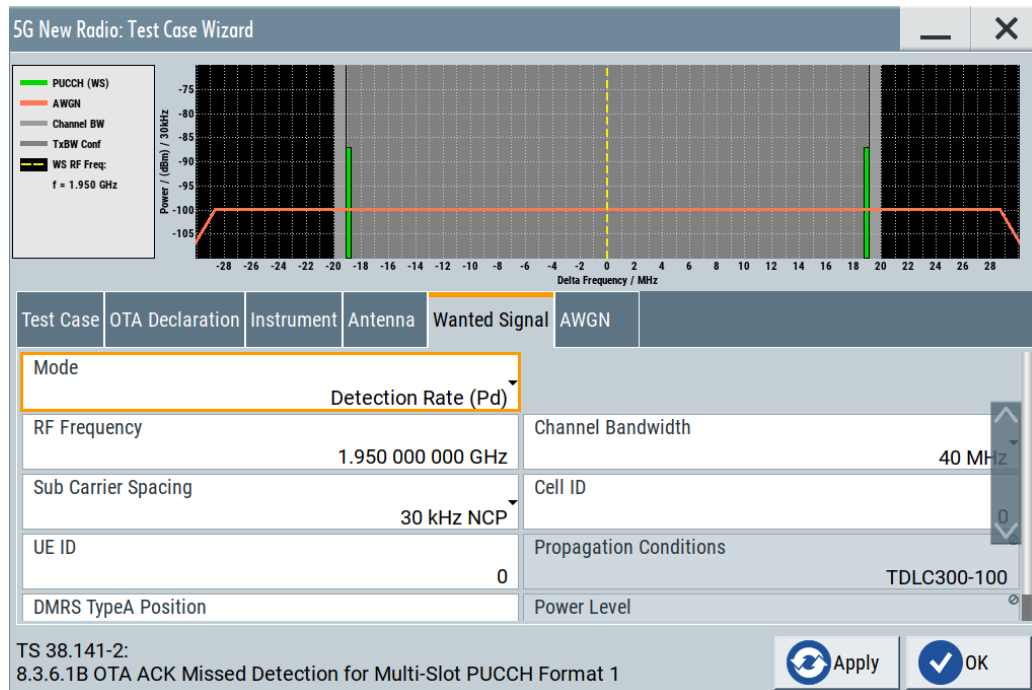 5G New Radio: Test Case Wizard
PUCCH (WS)
AWGN
Channel BW
TxBW Conf
WS RF Freq:
f = 1.950 GHz
Power / (dBm) / 30kHz
-75
-80
-85
-90
-95
-100
-105
-28 -26 -24 -22 -20 -18 -16 -14 -12 -10 -8 -6 -4 -2 0 2 4 6 8 10 12 14 16 18 20 22 24 26 28
Delta Frequency / MHz
Test Case OTA Declaration Instrument Antenna Wanted Signal AWGN
Mode
Detection Rate (Pd)
RF Frequency
1.950 000 000 GHz
Channel Bandwidth
40 MHz
Sub Carrier Spacing
30 kHz NCP
Cell ID
0
UE ID
0
Propagation Conditions
TDLC300-100
DMRS TypeA Position
Power Level
TS 38.141-2:
8.3.6.1B OTA ACK Missed Detection for Multi-Slot PUCCH Format 1
Apply
OK